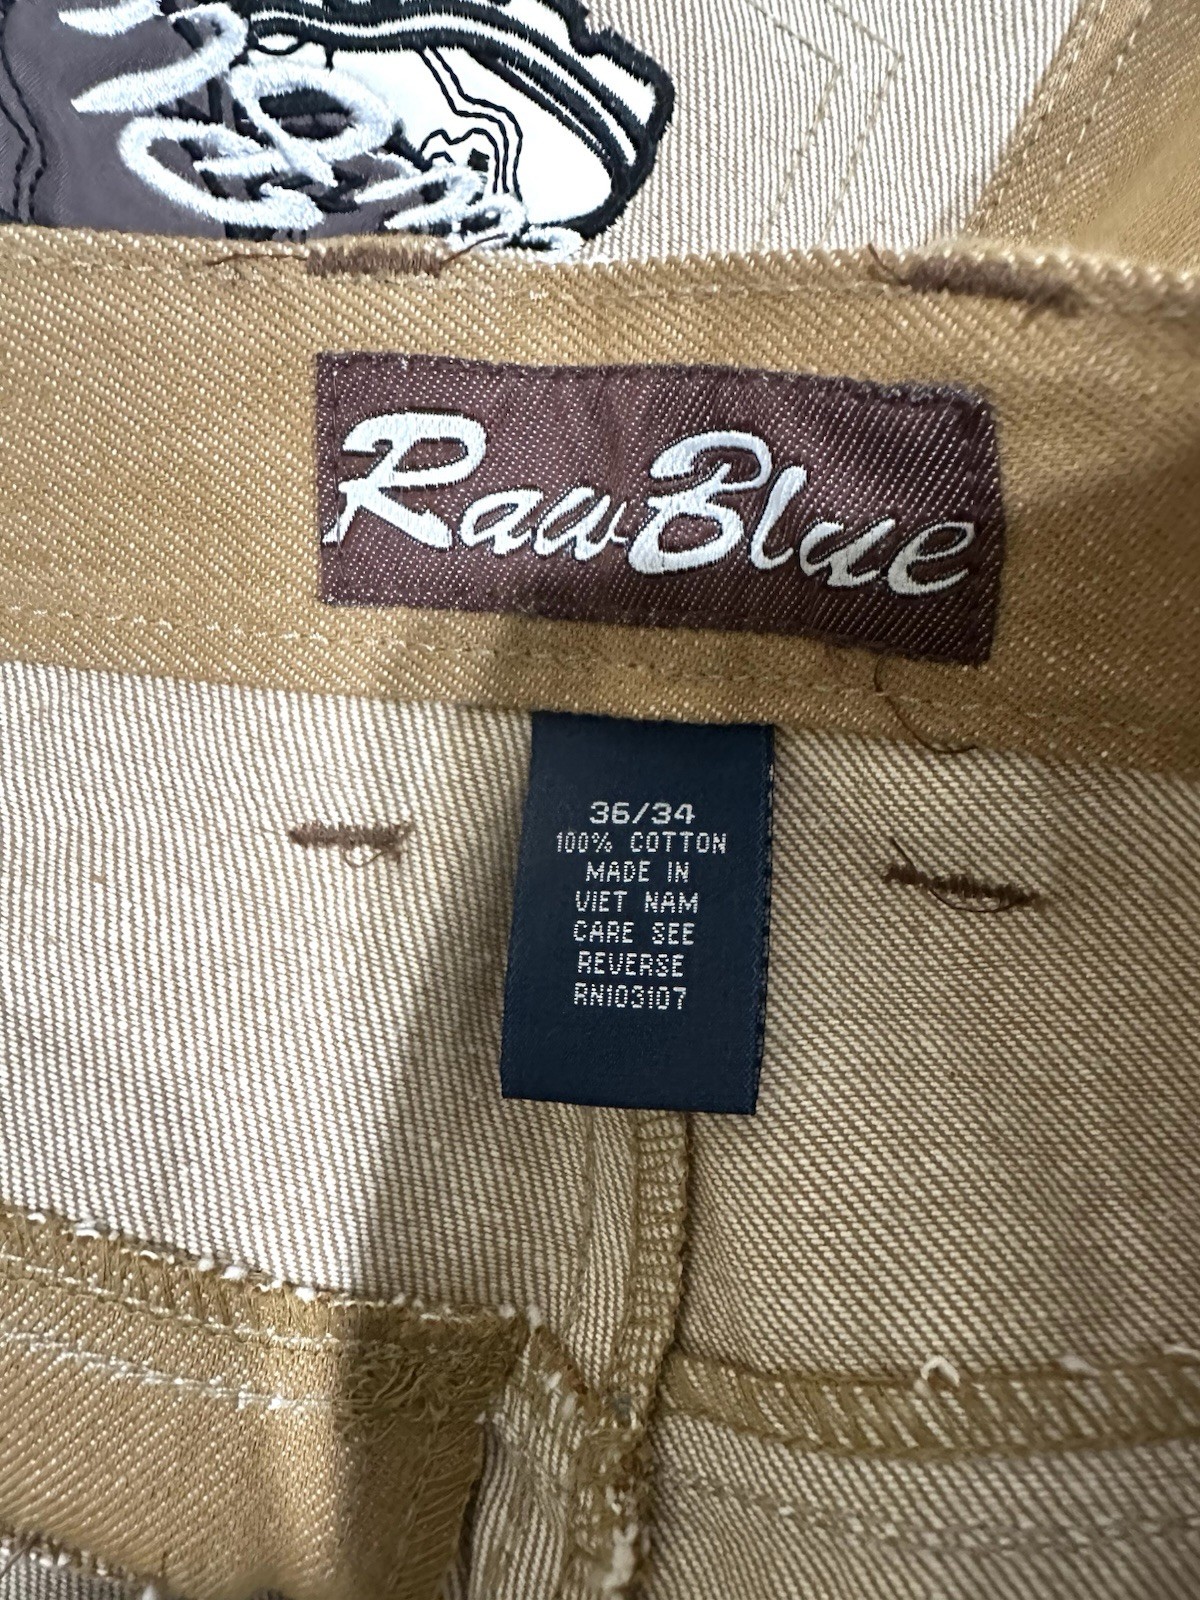 RawBlue
36/34
100% COTTON
MADE IN
VIET NAM
CARE SEE
REVERSE
RN103107